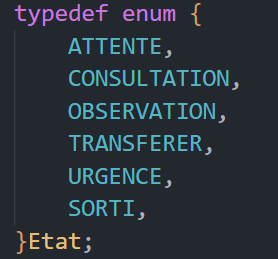 typedef enum {
    ATTENTE,
    CONSULTATION,
    OBSERVATION,
    TRANSFERER,
    URGENCE,
    SORTI,
}Etat;